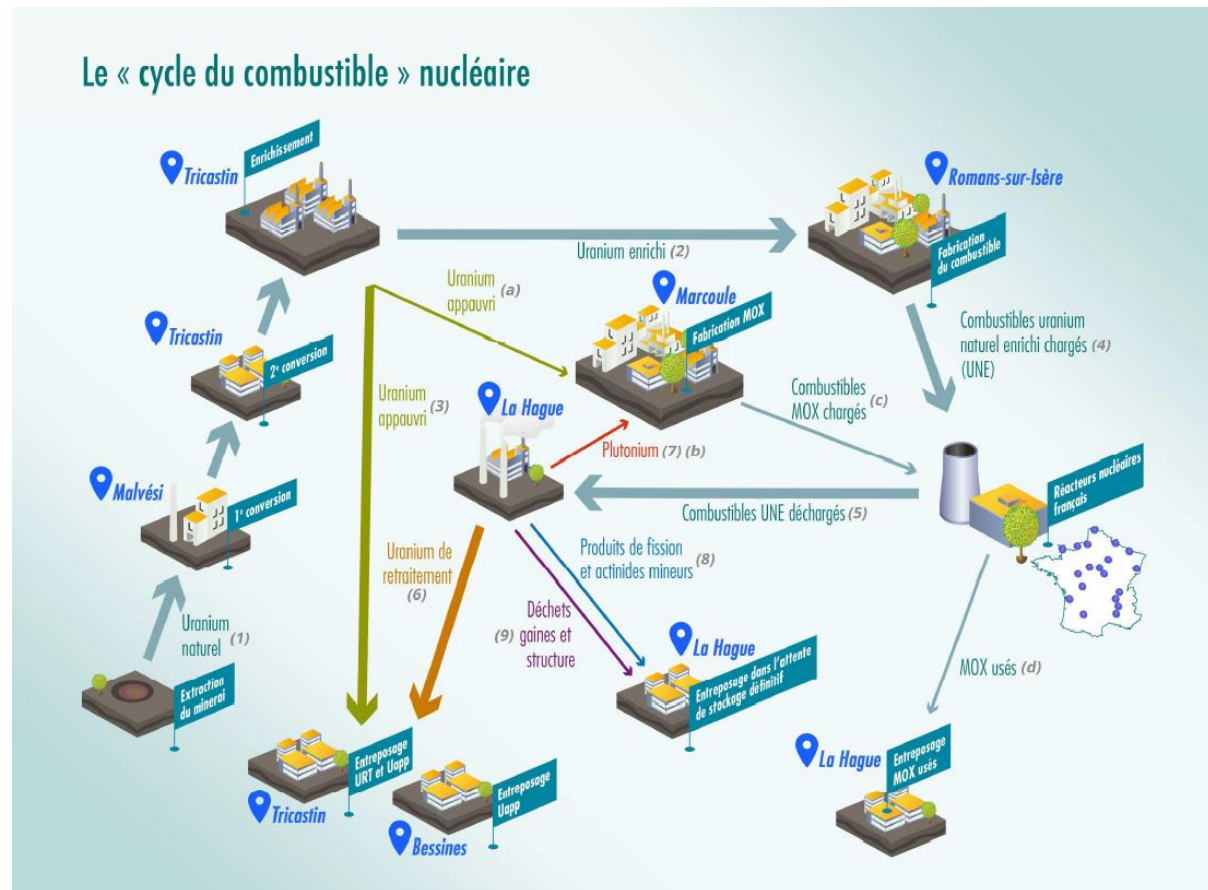 Le « cycle du combustible » nucléaire
Tricastin
Enrichissement
Romans-sur-Isère
Fabrication
du combustible
Uranium enrichi (2)
Uranium
appauvri (a)
Marcoule
Fabrication MOX
Combustibles uranium
naturel enrichi chargés (4)
(UNE)
Tricastin
2e conversion
Uranium
appauvri (3)
La Hague
Combustibles
MOX chargés (c)
Plutonium (7) (b)
Malvési
1e conversion
Combustibles UNE déchargés (5)
Réacteurs nucléaires
français
Uranium de
retraitement
(6)
Produits de fission
et actinides mineurs (8)
Déchets
(9) gaines et
structure
Uranium
naturel (1)
Extraction
du minerai
La Hague
Entreposuge dans l'attente
de stockage définitif
MOX usés (d)
Entreposage
URT et Uapp
Tricastin
Entreposage
Uapp
Bessines
La Hague
Entreposage
MOX usés